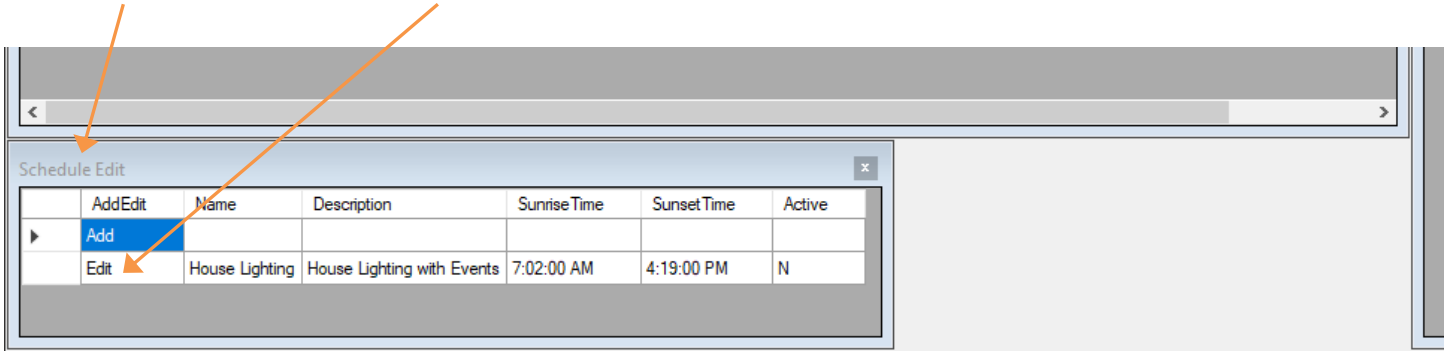 Schedule Edit
AddEdit Name Description SunriseTime SunsetTime Active
Add
Edit House Lighting House Lighting with Events 7:02:00 AM 4:19:00 PM N